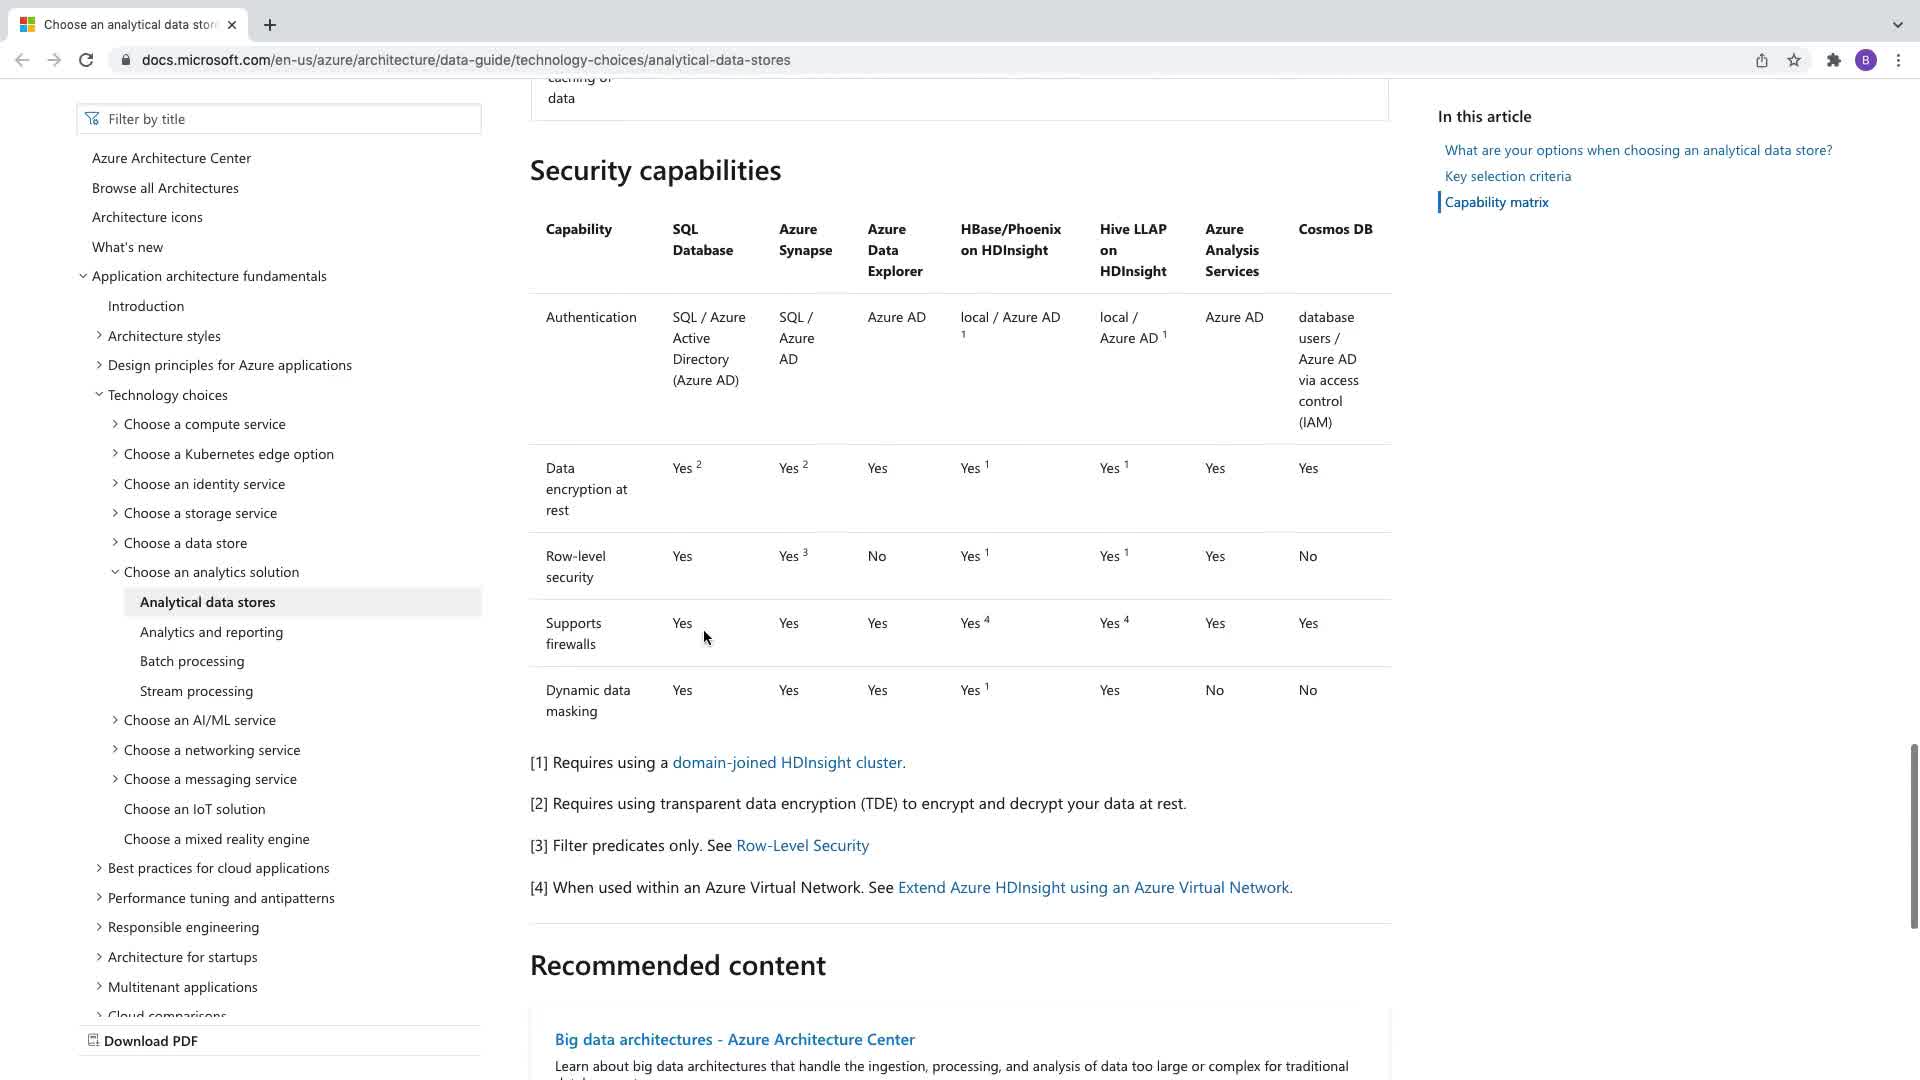 Choose an analytical data stor
docs.microsoft.com/en-us/azure/architecture/data-guide/technology-choices/analytical-data-stores
B
Filter by title
Azure Architecture Center
Browse all Architectures
Architecture icons
What's new
Application architecture fundamentals
Introduction
Architecture styles
Design principles for Azure applications
Technology choices
Choose a compute service
Choose a Kubernetes edge option
Choose an identity service
Choose a storage service
Choose a data store
Choose an analytics solution
Analytical data stores
Analytics and reporting
Batch processing
Stream processing
Choose an AI/ML service
Choose a networking service
Choose a messaging service
Choose an IoT solution
Choose a mixed reality engine
Best practices for cloud applications
Performance tuning and antipatterns
Responsible engineering
Architecture for startups
Multitenant applications
Cloud comparisons
Download PDF
caching of
data
Security capabilities
Capability SQL Database Azure Synapse Azure Data Explorer HBase/Phoenix on HDInsight Hive LLAP on HDInsight Azure Analysis Services Cosmos DB
Authentication SQL / Azure Active Directory (Azure AD) SQL / Azure AD Azure AD local / Azure AD 1 local / Azure AD 1 Azure AD database users / Azure AD via access control (IAM)
Data encryption at rest Yes 2 Yes 2 Yes Yes 1 Yes 1 Yes Yes
Row-level security Yes Yes 3 No Yes 1 Yes 1 Yes No
Supports firewalls Yes Yes Yes Yes 4 Yes 4 Yes Yes
Dynamic data masking Yes Yes Yes Yes 1 Yes No No
[1] Requires using a domain-joined HDInsight cluster.
[2] Requires using transparent data encryption (TDE) to encrypt and decrypt your data at rest.
[3] Filter predicates only. See Row-Level Security
[4] When used within an Azure Virtual Network. See Extend Azure HDInsight using an Azure Virtual Network.
Recommended content
Big data architectures - Azure Architecture Center
Learn about big data architectures that handle the ingestion, processing, and analysis of data too large or complex for traditional
In this article
What are your options when choosing an analytical data store?
Key selection criteria
Capability matrix